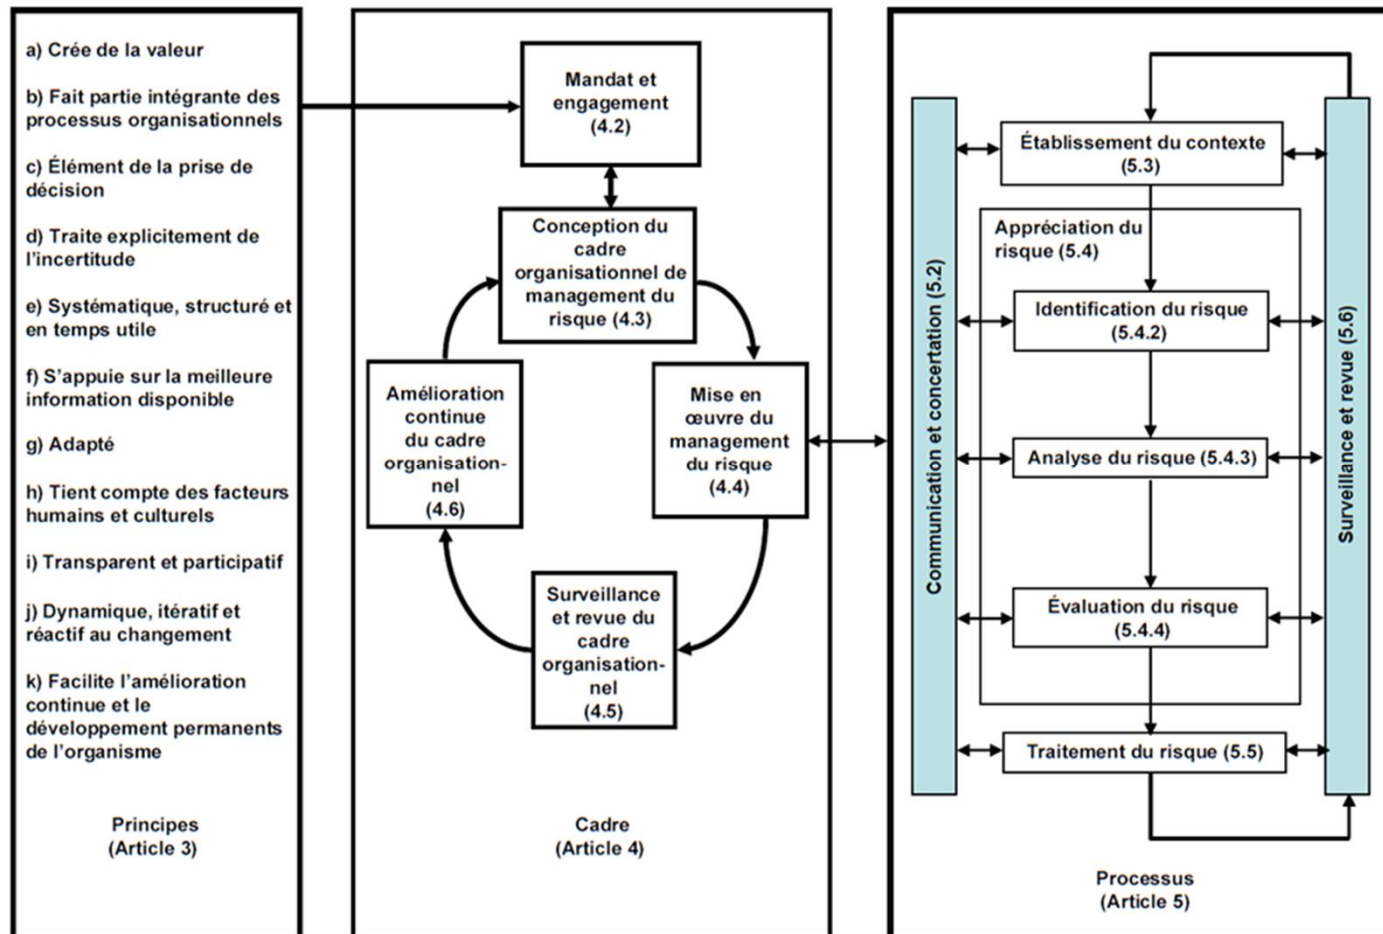 a) Crée de la valeur
b) Fait partie intégrante des
processus organisationnels
c) Élément de la prise de
décision
d) Traite explicitement de
l'incertitude
e) Systématique, structuré et
en temps utile
f) S'appuie sur la meilleure
information disponible
g) Adapté
h) Tient compte des facteurs
humains et culturels
i) Transparent et participatif
j) Dynamique, itératif et
réactif au changement
k) Facilite l'amélioration
continue et le
développement permanents
de l'organisme
Principes
(Article 3)
Mandat et
engagement
(4.2)
Conception du
cadre
organisationnel de
management du
risque (4.3)
Amélioration
continue
du cadre
organisation-
nel
(4.6)
Mise en
œuvre du
management
du risque
(4.4)
Surveillance
et revue du
cadre
organisation-
nel
(4.5)
Cadre
(Article 4)
Communication et concertation (5.2)
Établissement du contexte
(5.3)
Appréciation du
risque (5.4)
Identification du risque
(5.4.2)
Analyse du risque (5.4.3)
Évaluation du risque
(5.4.4)
Traitement du risque (5.5)
Surveillance et revue (5.6)
Processus
(Article 5)